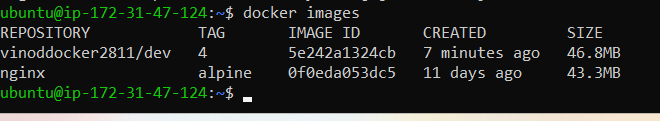 ubuntu@ip-172-31-47-124:~$ docker images
REPOSITORY TAG IMAGE ID CREATED SIZE
vinoddocker2811/dev 4 5e242a1324cb 7 minutes ago 46.8MB
nginx alpine 0f0eda053dc5 11 days ago 43.3MB
ubuntu@ip-172-31-47-124:~$